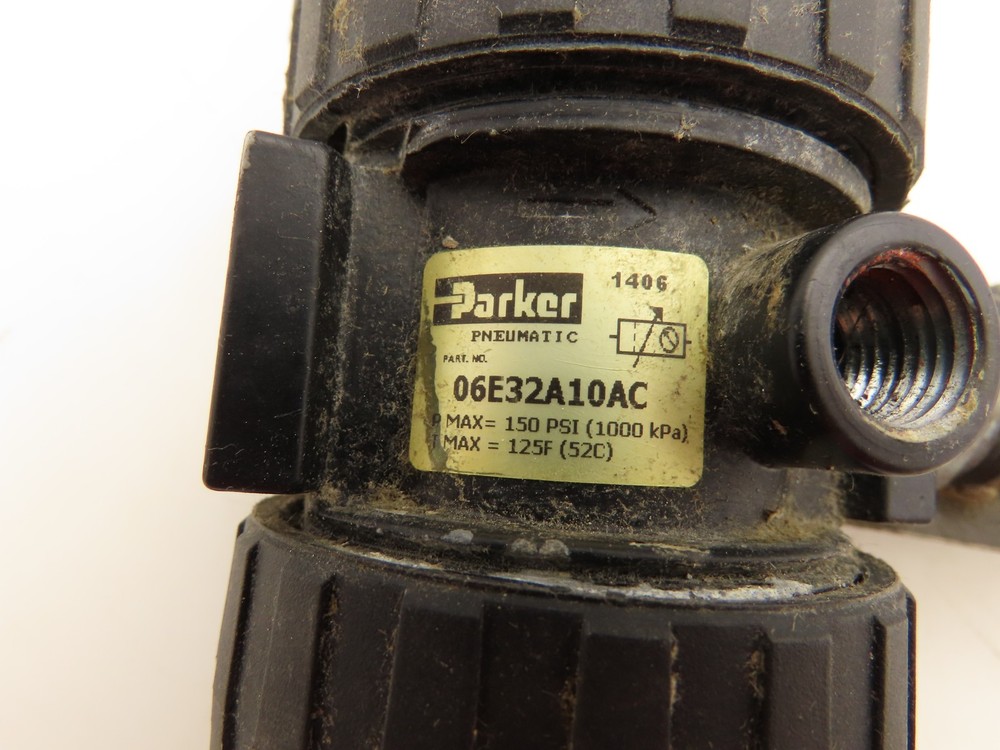 Parker
1406
PNEUMATIC
PART. NO.
06E32A10AC
P MAX= 150 PSI (1000 kPa)
T MAX = 125F (52C)